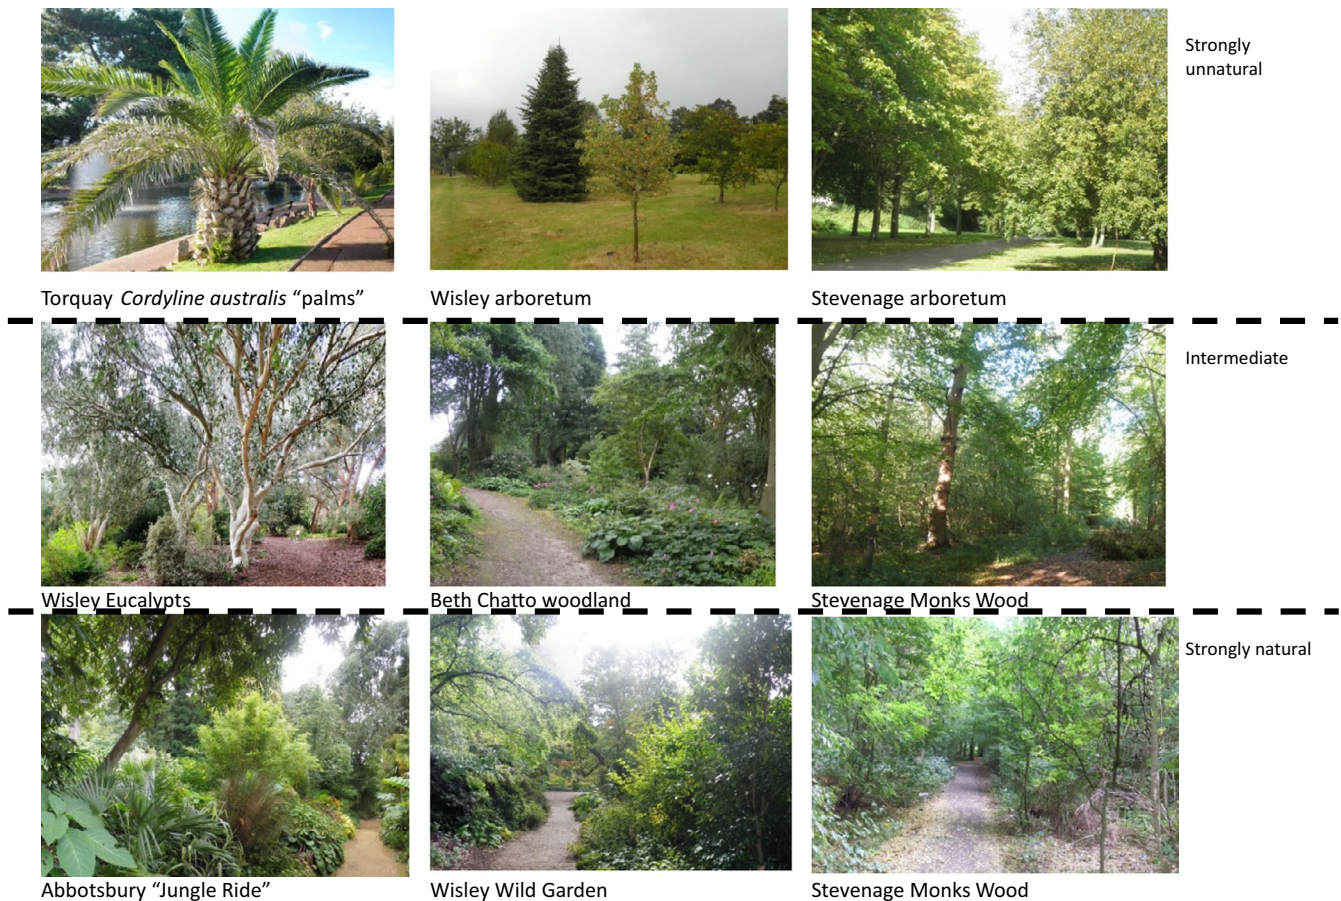 Strongly
unnatural
Torquay Cordyline australis “palms”
Wisley arboretum
Stevenage arboretum
Intermediate
Wisley Eucalypts
Beth Chatto woodland
Stevenage Monks Wood
Strongly natural
Abbotsbury “Jungle Ride”
Wisley Wild Garden
Stevenage Monks Wood